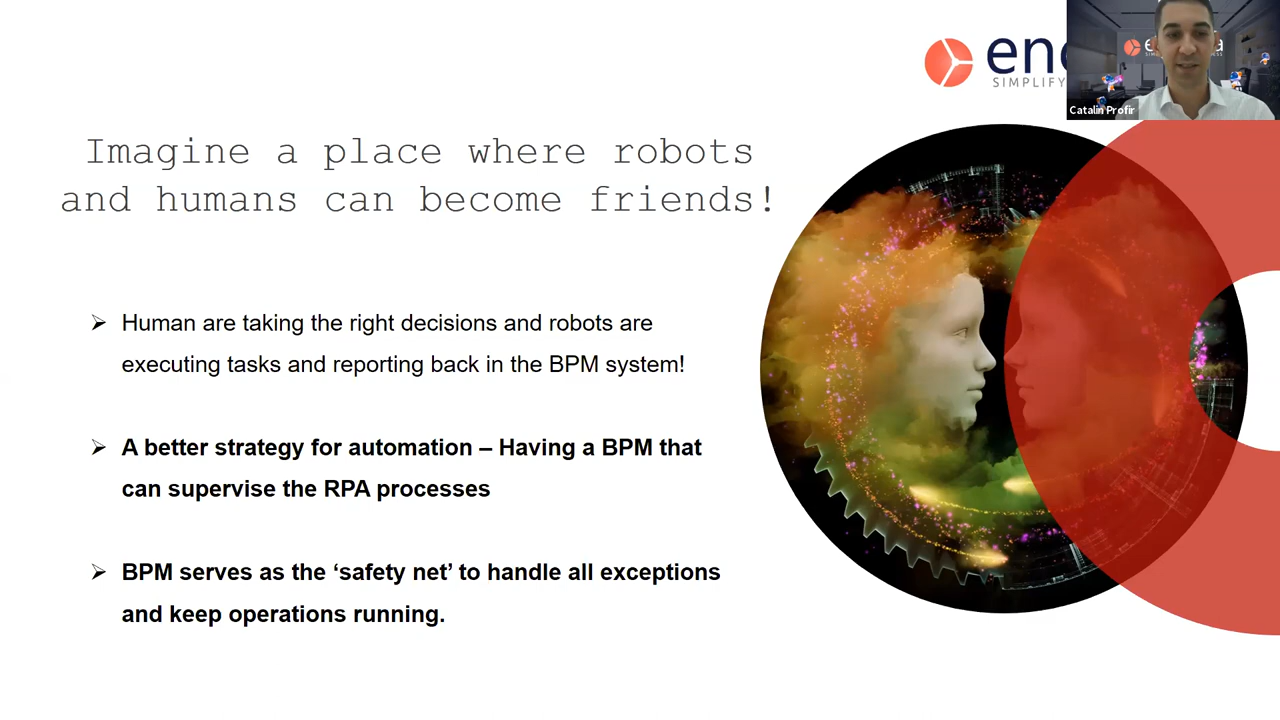 SIMPLIFY
Catalin Profir
Imagine a place where robots
and humans can become friends!
➢ Human are taking the right decisions and robots are
executing tasks and reporting back in the BPM system!
➢ A better strategy for automation – Having a BPM that
can supervise the RPA processes
➢ BPM serves as the ‘safety net’ to handle all exceptions
and keep operations running.